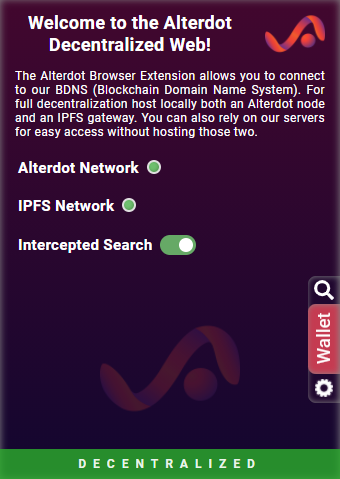 Welcome to the Alterdot
Decentralized Web!
The Alterdot Browser Extension allows you to connect
to our BDNS (Blockchain Domain Name System). For
full decentralization host locally both an Alterdot node
and an IPFS gateway. You can also rely on our servers
for easy access without hosting those two.
Alterdot Network
IPFS Network
Intercepted Search
Wallet
DECENTRALIZED